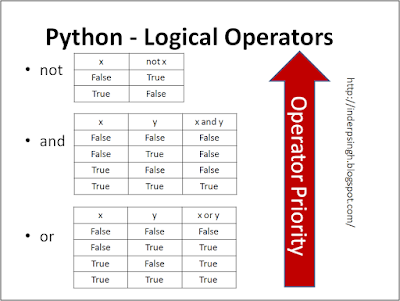 Python - Logical Operators
• not
x not x
False True
True False
• and
x y x and y
False False False
False True False
True False False
True True True
• or
x y x or y
False False False
False True True
True False True
True True True
Operator Priority
http://inderpsingh.blogspot.com/